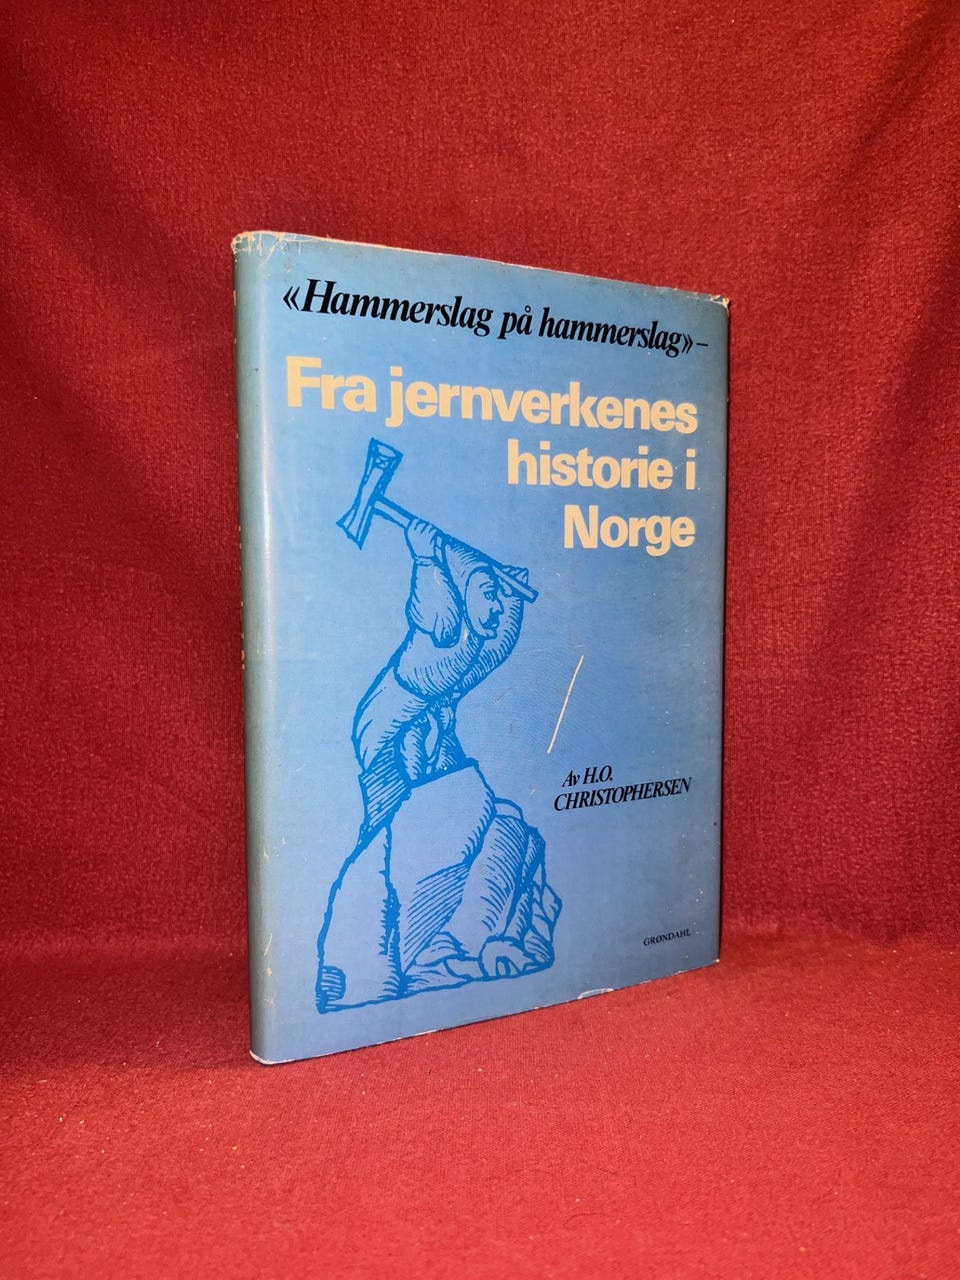 «Hammerslag på hammerslag» –
Fra jernverkenes
historie i
Norge
Av H.O.
CHRISTOPHERSEN
GRØNDAHL